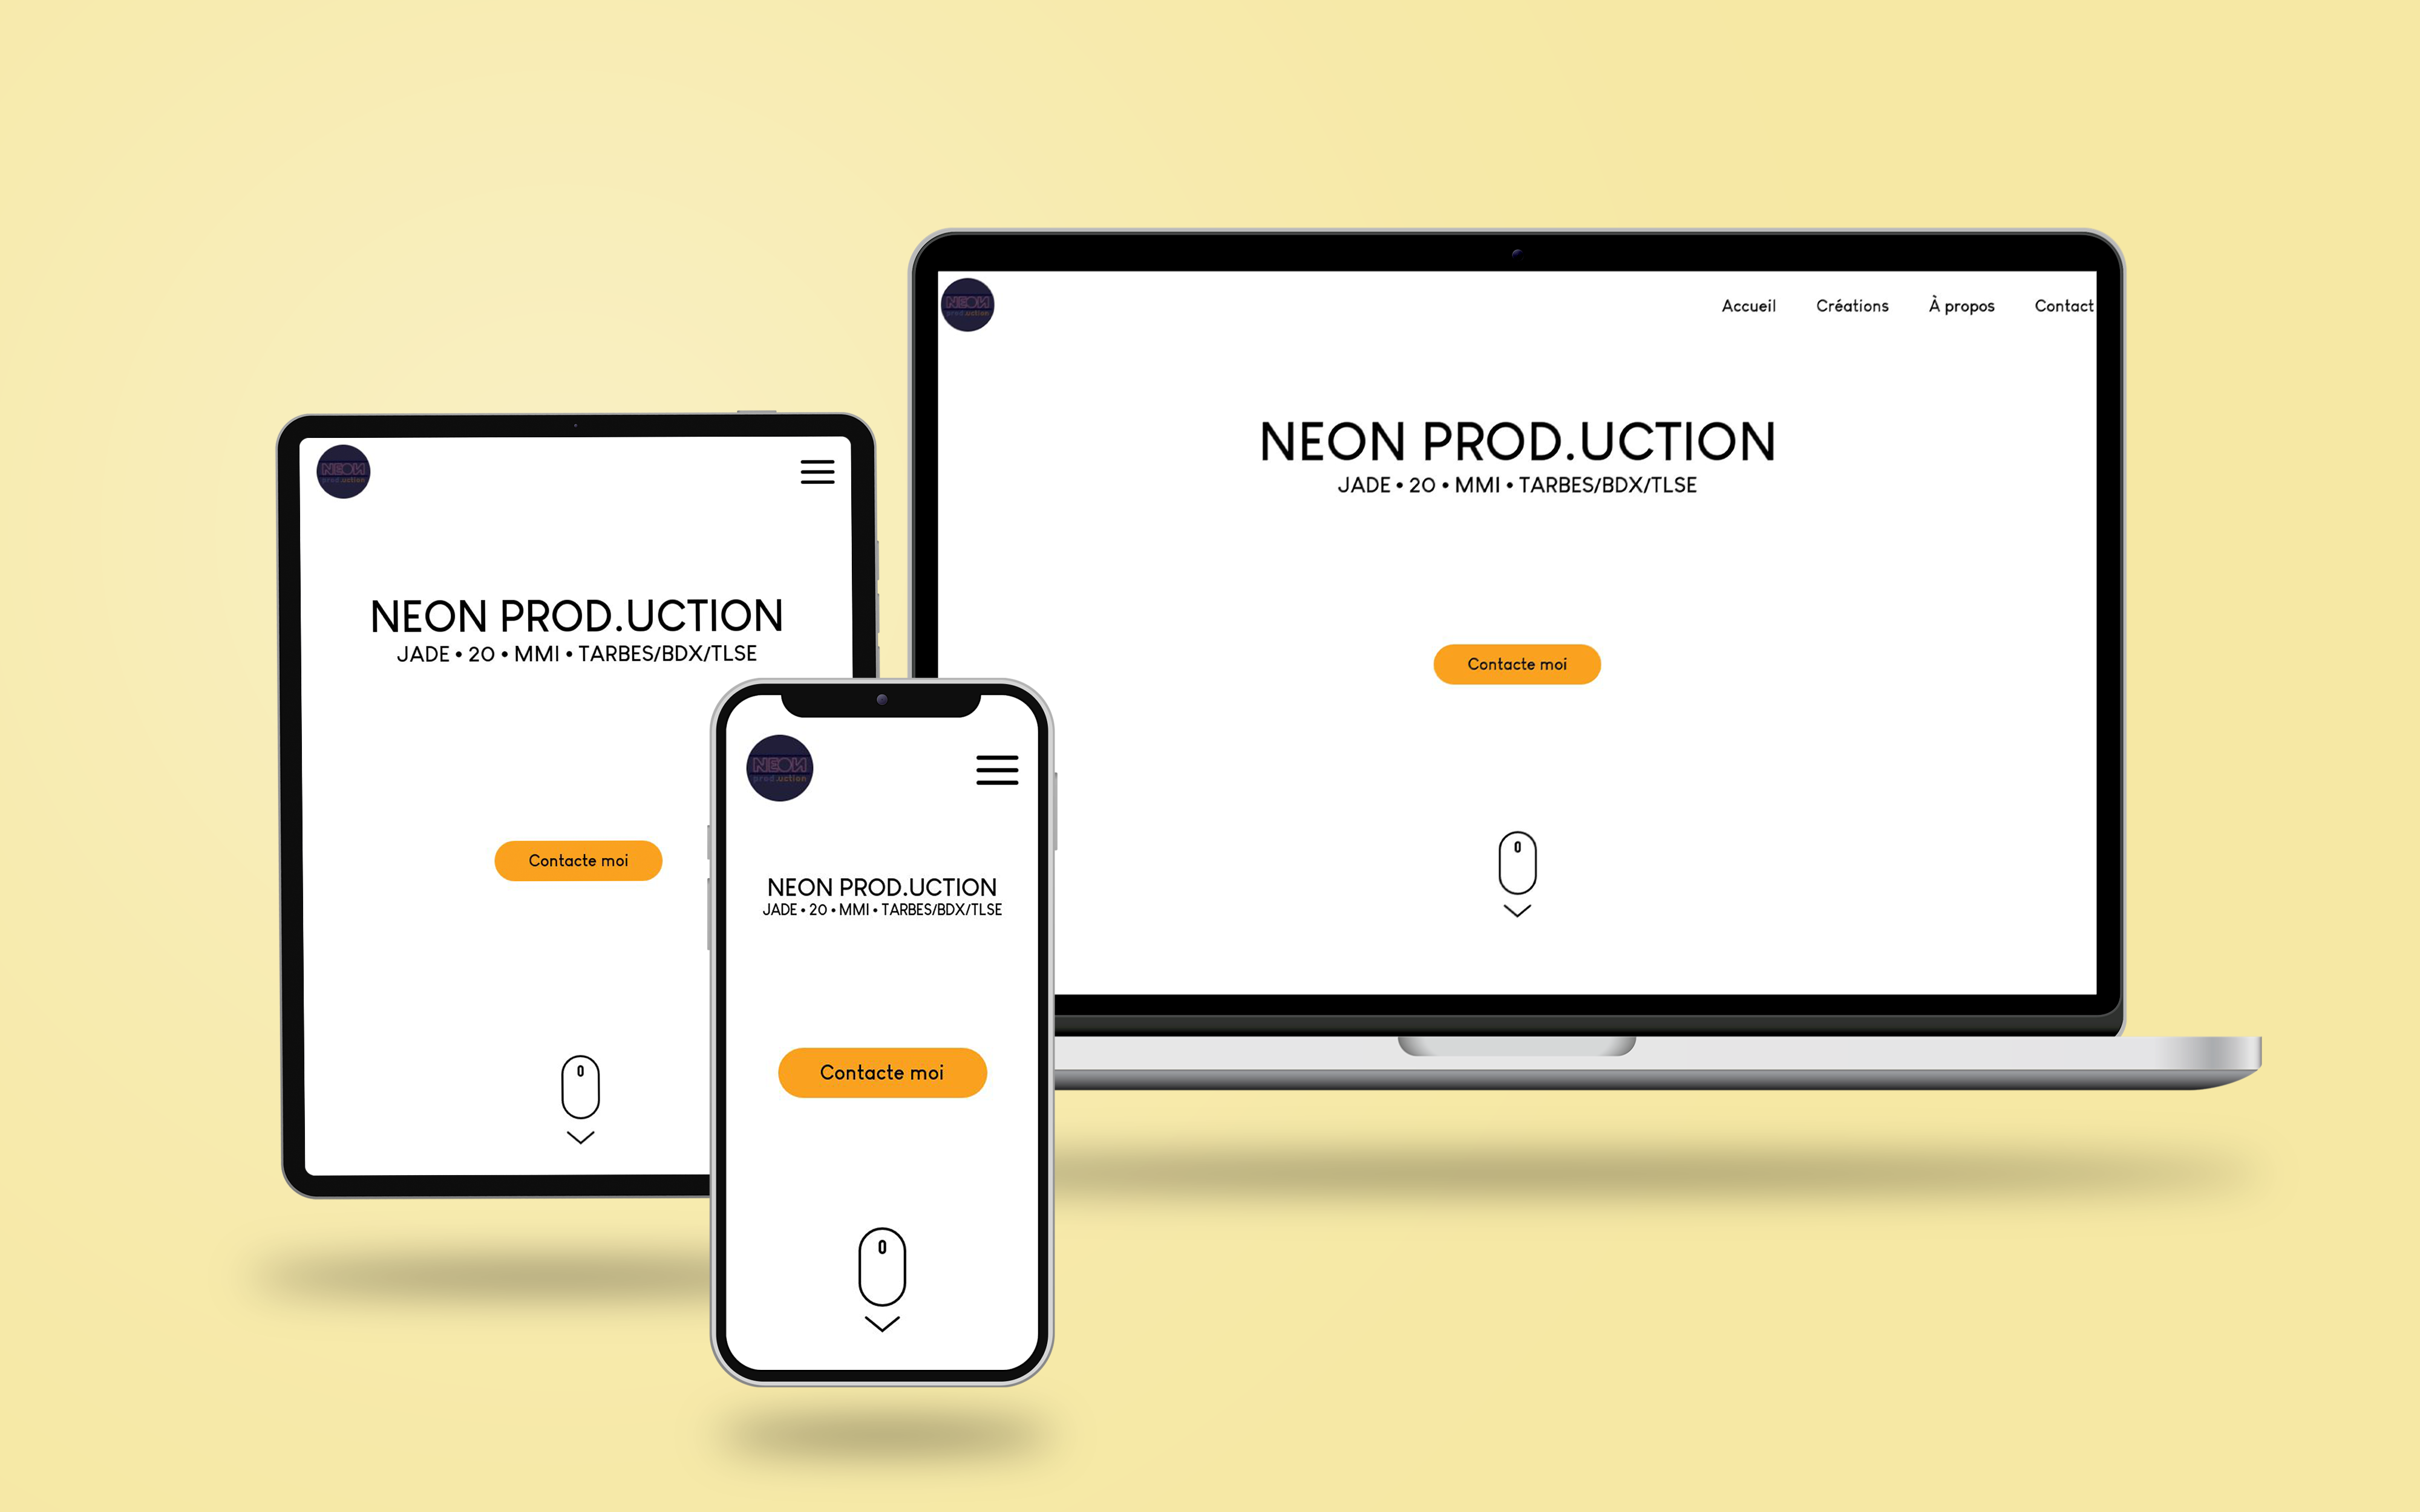 NEON
prod.uction
Accueil Créations À propos Contact
NEON PROD.UCTION
JADE • 20 • MMI • TARBES/BDX/TLSE
Contacte moi
NEON
prod.uction
NEON PROD.UCTION
JADE • 20 • MMI • TARBES/BDX/TLSE
Contacte moi
NEON
prod.uction
NEON PROD.UCTION
JADE • 20 • MMI • TARBES/BDX/TLSE
Contacte moi